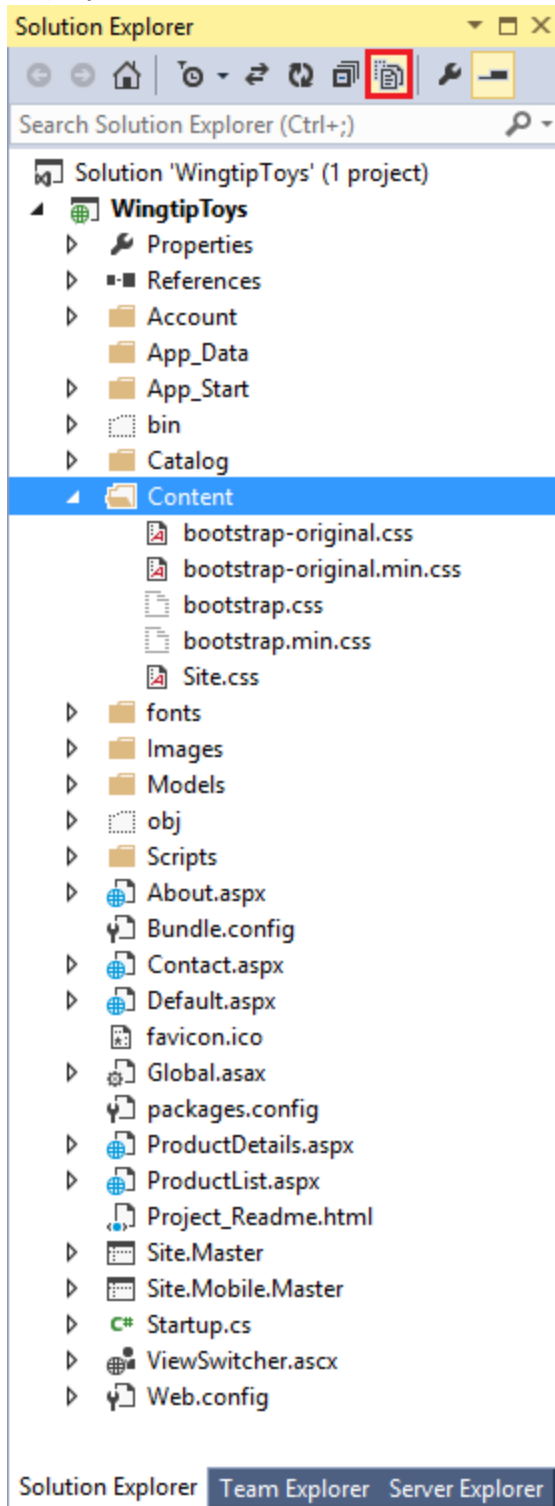 Solution Explorer
Search Solution Explorer (Ctrl+;)
Solution 'WingtipToys' (1 project)
WingtipToys
Properties
References
Account
App_Data
App_Start
bin
Catalog
Content
bootstrap-original.css
bootstrap-original.min.css
bootstrap.css
bootstrap.min.css
Site.css
fonts
Images
Models
obj
Scripts
About.aspx
Bundle.config
Contact.aspx
Default.aspx
favicon.ico
Global.asax
packages.config
ProductDetails.aspx
ProductList.aspx
Project_Readme.html
Site.Master
Site.Mobile.Master
C# Startup.cs
ViewSwitcher.ascx
Web.config
Solution Explorer Team Explorer Server Explorer